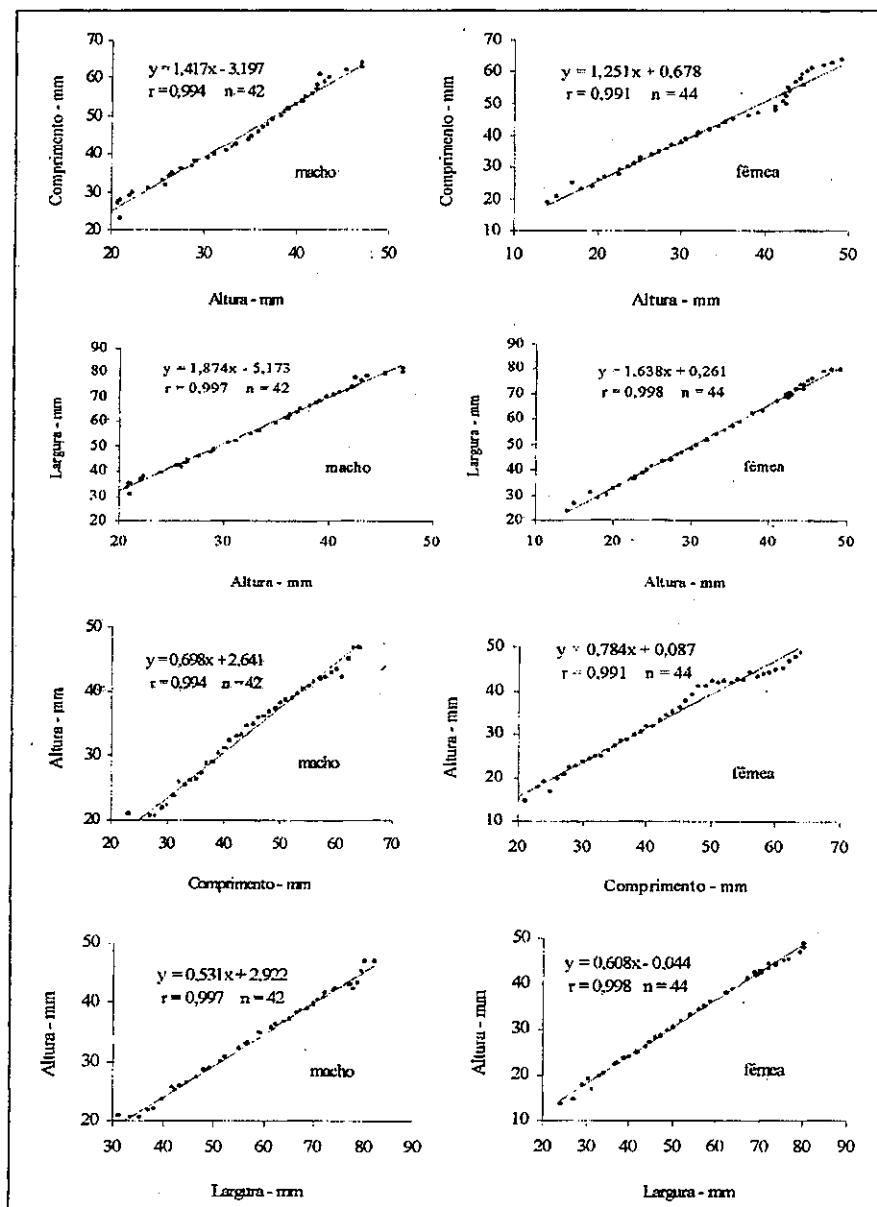 70
60
50
40
30
20
Comprimento - mm
y = 1,417x - 3,197
r = 0,994 n = 42
macho
20
30
40
50
Altura - mm
70
60
50
40
30
20
10
Comprimento - mm
y = 1,251x + 0,678
r = 0,991 n = 44
fêmea
10
20
30
40
50
Altura - mm
90
80
70
60
50
40
30
20
Largura - mm
y = 1,874x - 5,173
r = 0,997 n = 42
macho
20
30
40
50
Altura - mm
90
80
70
60
50
40
30
20
Largura - mm
y = 1,638x + 0,261
r = 0,998 n = 44
fêmea
10
20
30
40
50
Altura - mm
50
40
30
20
Altura - mm
y = 0,698x + 2,641
r = 0,994 n = 42
macho
20
30
40
50
60
70
Comprimento - mm
50
40
30
20
10
Altura - mm
y = 0,784x + 0,087
r = 0,991 n = 44
fêmea
20
30
40
50
60
70
Comprimento - mm
50
40
30
20
Altura - mm
y = 0,531x + 2,922
r = 0,997 n = 42
macho
30
40
50
60
70
80
90
Largura - mm
50
40
30
20
10
Altura - mm
y = 0,608x - 0,044
r = 0,998 n = 44
fêmea
20
30
40
50
60
70
80
90
Largura - mm